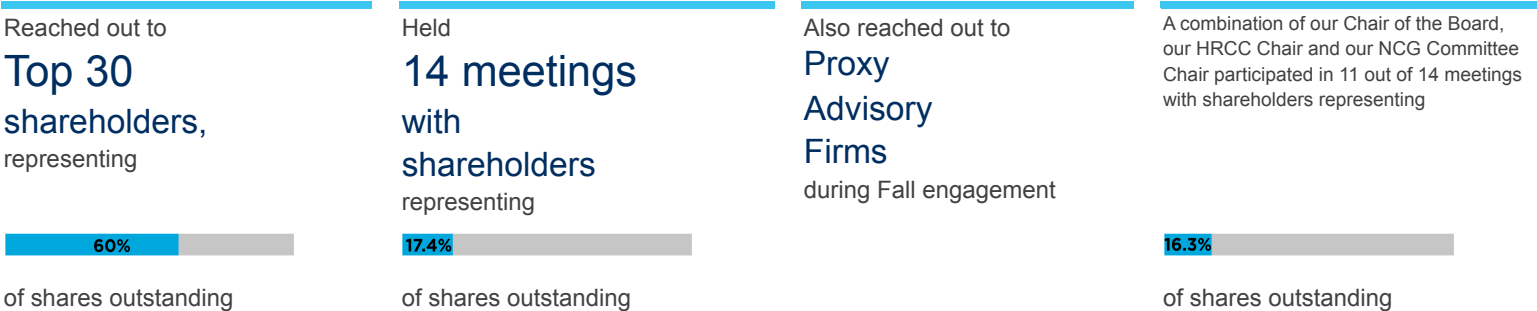 Reached out to
Top 30
shareholders,
representing
60%
of shares outstanding
Held
14 meetings
with
shareholders
representing
17.4%
of shares outstanding
Also reached out to
Proxy
Advisory
Firms
during Fall engagement
A combination of our Chair of the Board,
our HRCC Chair and our NCG Committee
Chair participated in 11 out of 14 meetings
with shareholders representing
16.3%
of shares outstanding